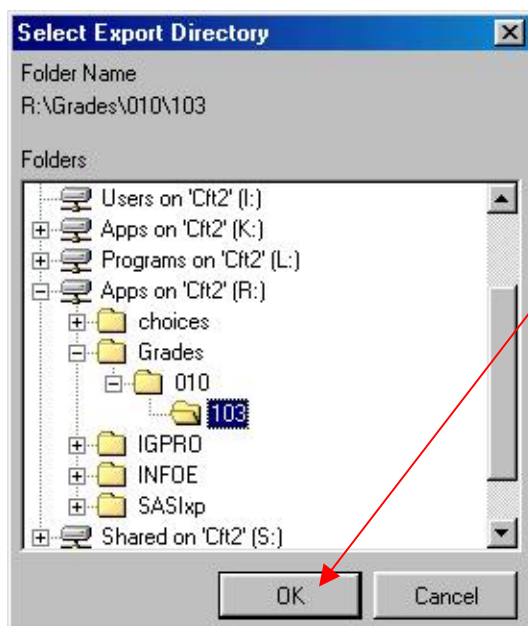 Select Export Directory
Folder Name
R:\Grades\010\103
Folders
Users on 'Cft2' (I:)
Apps on 'Cft2' (K:)
Programs on 'Cft2' (L:)
Apps on 'Cft2' (R:)
choices
Grades
010
103
IGPRO
INFOE
SASIxp
Shared on 'Cft2' (S:)
OK Cancel